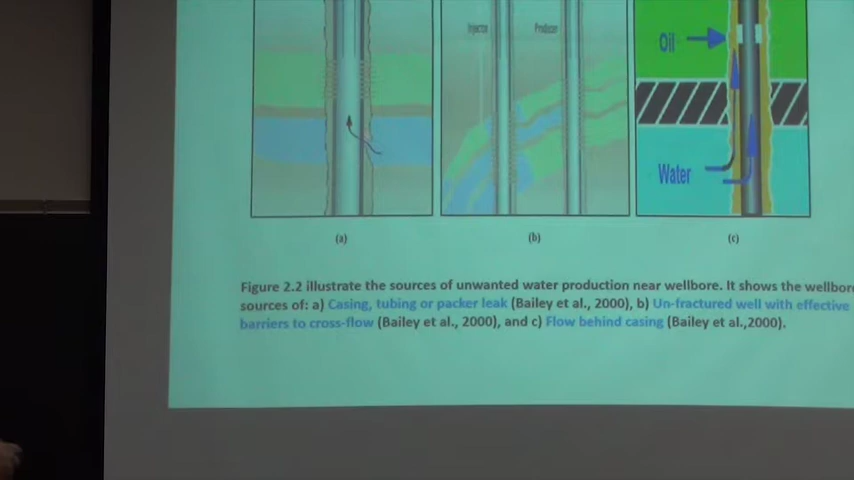 Injector Producer
Oil
Water
(a) (b) (c)
Figure 2.2 illustrate the sources of unwanted water production near wellbore. It shows the wellbore
sources of: a) Casing, tubing or packer leak (Bailey et al., 2000), b) Un-fractured well with effective
barriers to cross-flow (Bailey et al., 2000), and c) Flow behind casing (Bailey et al.,2000).